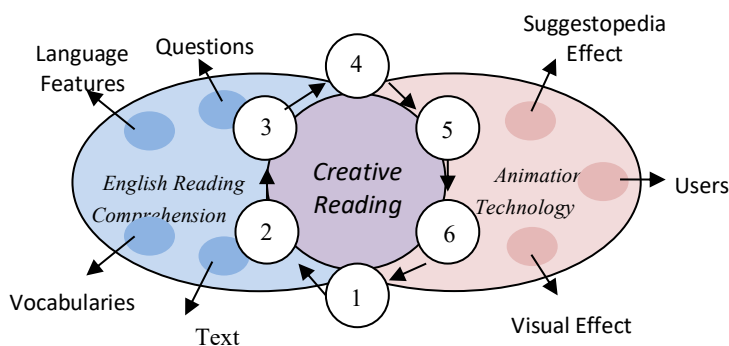 Suggestopedia
Effect
Language
Features
Questions
4
3
5
English Reading
Comprehension
Creative
Reading
Animation
Technology
Users
2
6
1
Vocabularies
Text
Visual Effect